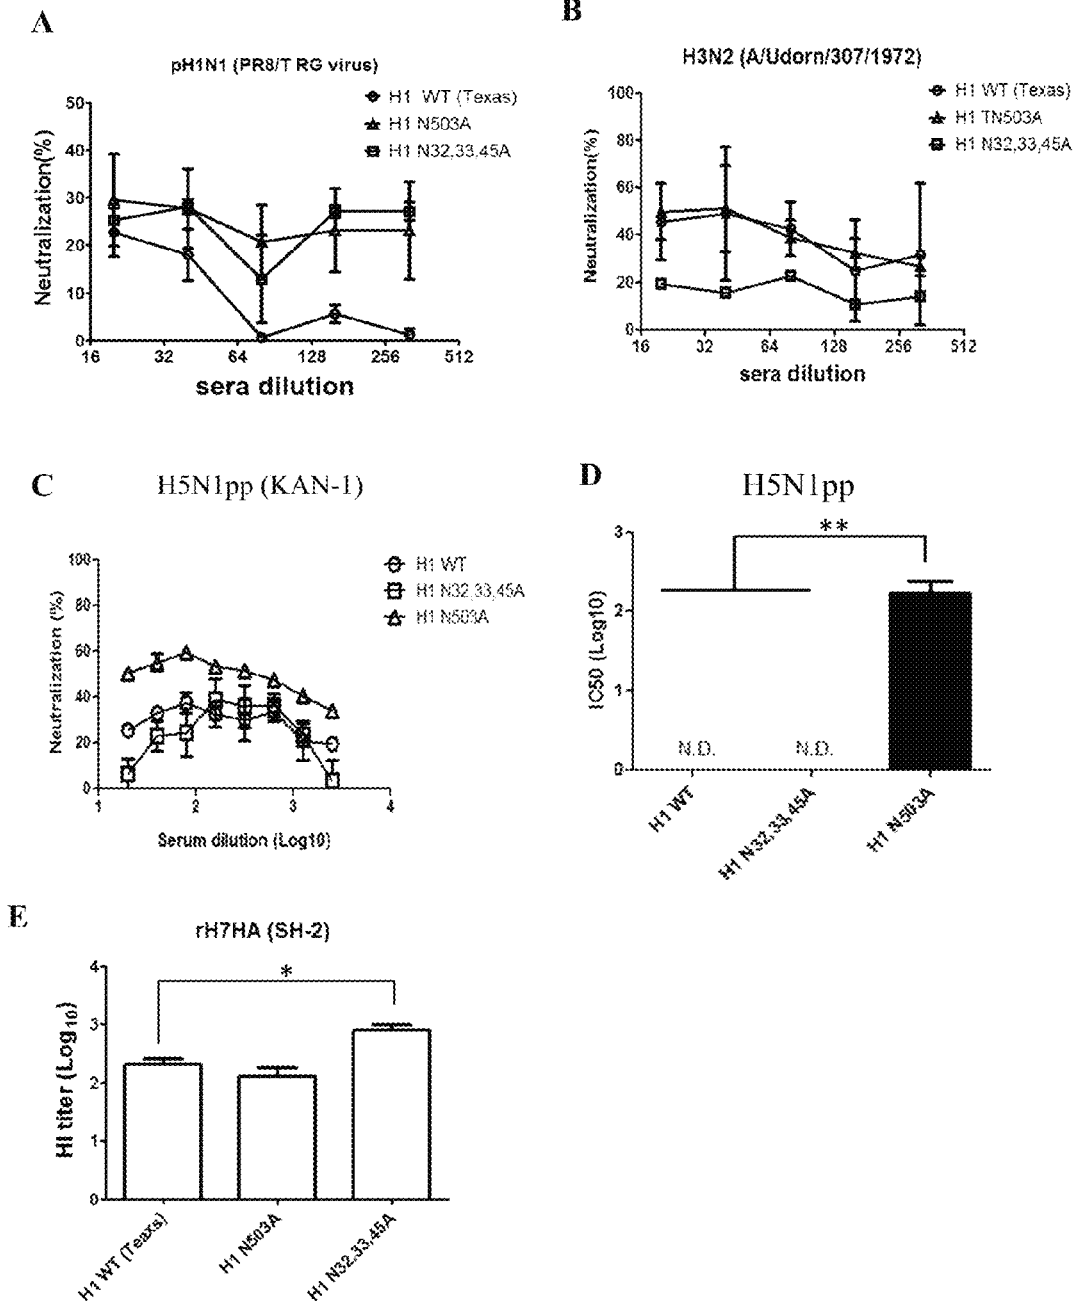 A
pH1N1 (PR8/T RG virus)
H1 WT (Texas)
H1 N503A
H1 N32,33,45A
Neutralization(%)
50
40
30
20
10
0
16 32 64 128 256 512
sera dilution
B
H3N2 (A/Udorn/307/1972)
H1 WT (Texas)
H1 TN503A
H1 N32,33,45A
Neutralization(%)
100
80
60
40
20
0
16 32 64 128 256 512
sera dilution
C
H5N1pp (KAN-1)
H1 WT
H1 N32,33,45A
H1 N503A
Neutralization (%)
100
80
60
40
20
0
1 2 3 4
Serum dilution (Log10)
D
H5N1pp
**
IC50 (Log10)
3
2
1
0
N.D.
N.D.
H1 WT
H1 N32,33,45A
H1 N503A
E
rH7HA (SH-2)
*
HI titer (Log10)
4
3
2
1
0
H1 WT (Teaxs)
H1 N503A
H1 N32,33,45A